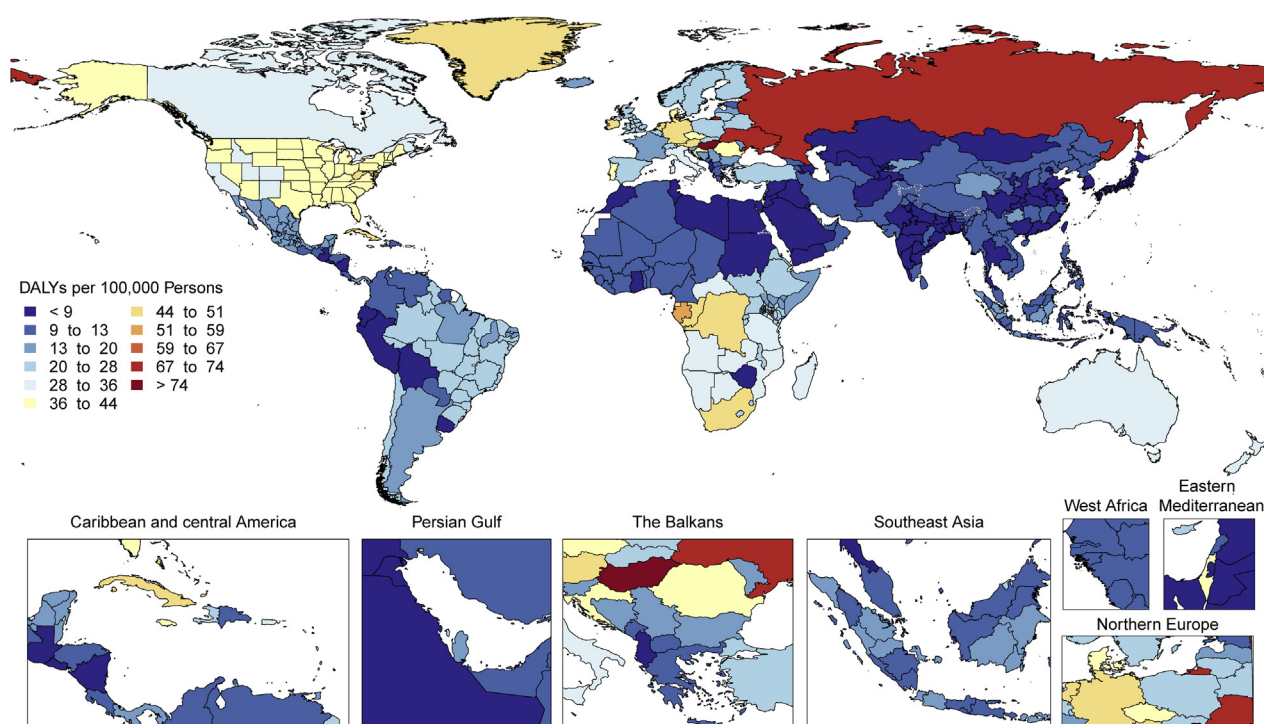 DALYs per 100,000 Persons
< 9
9 to 13
13 to 20
20 to 28
28 to 36
36 to 44
44 to 51
51 to 59
59 to 67
67 to 74
> 74
Caribbean and central America
Persian Gulf
The Balkans
Southeast Asia
West Africa
Eastern
Mediterranean
Northern Europe